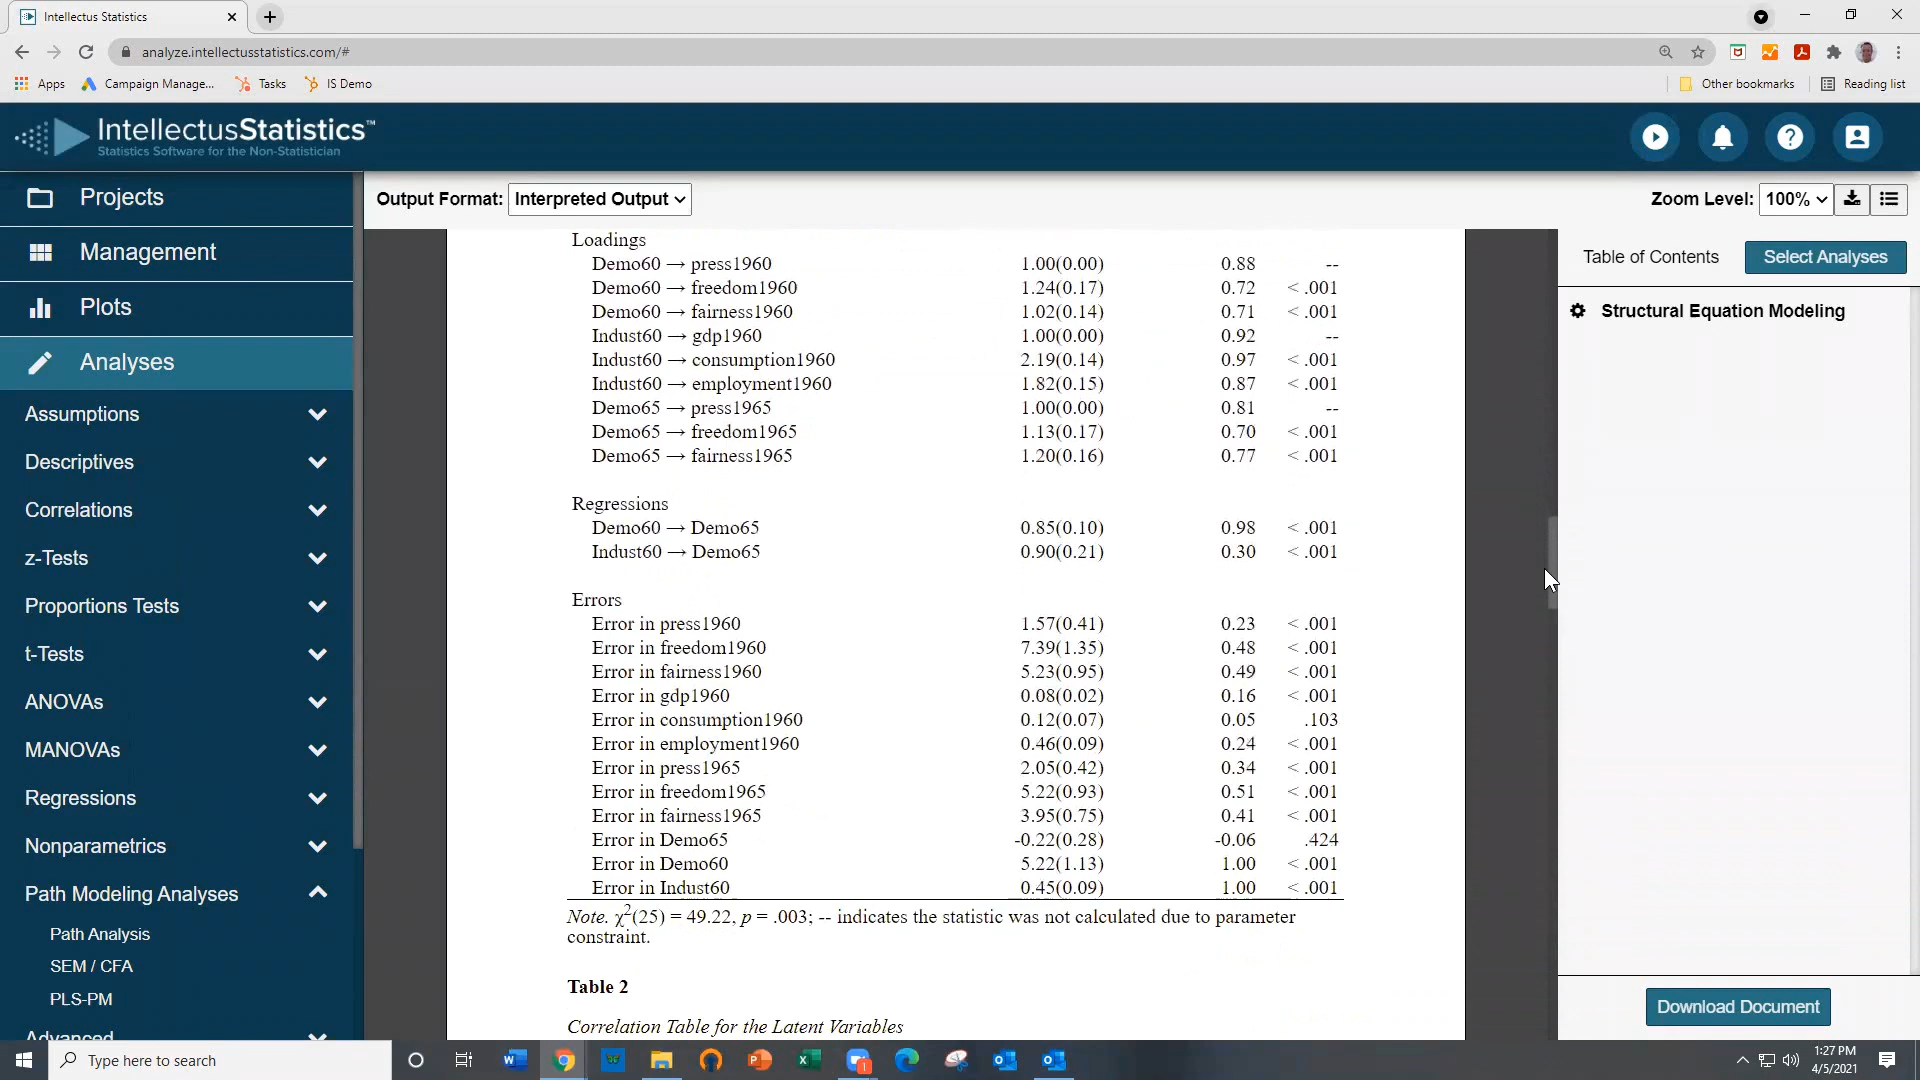 Intellectus Statistics
analyze.intellectusstatistics.com/#
Apps Campaign Manage... Tasks IS Demo Other bookmarks Reading list
IntellectusStatistics™
Statistics Software for the Non-Statistician
Projects
Management
Plots
Analyses
Assumptions
Descriptives
Correlations
z-Tests
Proportions Tests
t-Tests
ANOVAs
MANOVAs
Regressions
Nonparametrics
Path Modeling Analyses
Path Analysis
SEM / CFA
PLS-PM
Advanced
Output Format: Interpreted Output
Zoom Level: 100%
Loadings
Demo60 → press1960 1.00(0.00) 0.88 --
Demo60 → freedom1960 1.24(0.17) 0.72 < .001
Demo60 → fairness1960 1.02(0.14) 0.71 < .001
Indust60 → gdp1960 1.00(0.00) 0.92 --
Indust60 → consumption1960 2.19(0.14) 0.97 < .001
Indust60 → employment1960 1.82(0.15) 0.87 < .001
Demo65 → press1965 1.00(0.00) 0.81 --
Demo65 → freedom1965 1.13(0.17) 0.70 < .001
Demo65 → fairness1965 1.20(0.16) 0.77 < .001
Regressions
Demo60 → Demo65 0.85(0.10) 0.98 < .001
Indust60 → Demo65 0.90(0.21) 0.30 < .001
Errors
Error in press1960 1.57(0.41) 0.23 < .001
Error in freedom1960 7.39(1.35) 0.48 < .001
Error in fairness1960 5.23(0.95) 0.49 < .001
Error in gdp1960 0.08(0.02) 0.16 < .001
Error in consumption1960 0.12(0.07) 0.05 .103
Error in employment1960 0.46(0.09) 0.24 < .001
Error in press1965 2.05(0.42) 0.34 < .001
Error in freedom1965 5.22(0.93) 0.51 < .001
Error in fairness1965 3.95(0.75) 0.41 < .001
Error in Demo65 -0.22(0.28) -0.06 .424
Error in Demo60 5.22(1.13) 1.00 < .001
Error in Indust60 0.45(0.09) 1.00 < .001
Note. χ²(25) = 49.22, p = .003; -- indicates the statistic was not calculated due to parameter
constraint.
Table 2
Correlation Table for the Latent Variables
Table of Contents Select Analyses
Structural Equation Modeling
Download Document
Type here to search
1
1:27 PM
4/5/2021